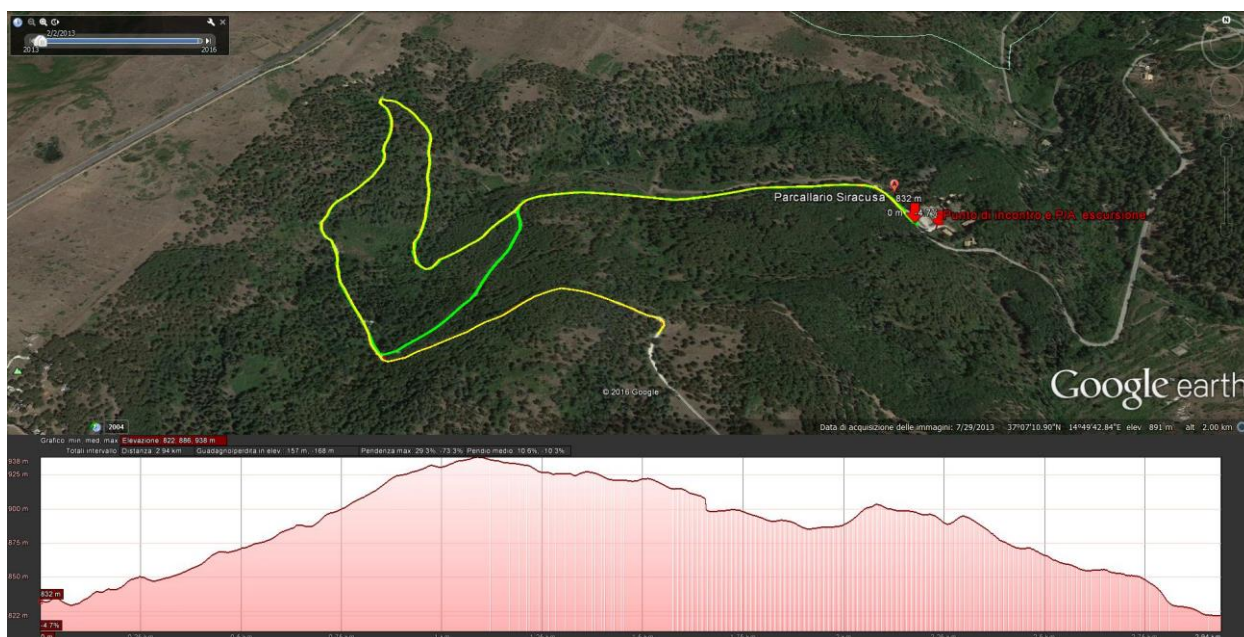 2/2/2013
2013
2016
N
Parcallario Siracusa
832 m
0 m
Punto di incontro e P/A escursione
© 2016 Google
Google earth
2004
Data di acquisizione delle immagini: 7/29/2013 37°07'10.90"N 14°49'42.84"E elev 891 m alt 2.00 km
Grafico min. med. max Elevazione: 822, 886, 938 m
Totali intervallo Distanza: 2.94 km Guadagno/perdita in elev.: 157 m, -168 m Pendenza max: 29.3%, -73.3% Pendio medio: 10.6%, -10.3%
938 m
925 m
900 m
875 m
850 m
832 m
822 m
-4.7%